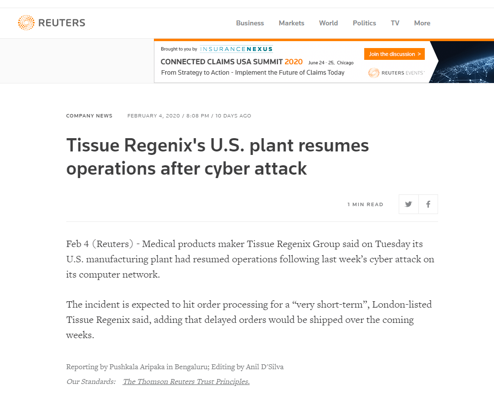 REUTERS
Business Markets World Politics TV More
Brought to you by INSURANCENEXUS
CONNECTED CLAIMS USA SUMMIT 2020 June 24 - 25, Chicago
From Strategy to Action - Implement the Future of Claims Today
Join the discussion >
REUTERS EVENTS
COMPANY NEWS FEBRUARY 4, 2020 / 8:09 PM / 10 DAYS AGO
Tissue Regenix's U.S. plant resumes
operations after cyber attack
1 MIN READ
Feb 4 (Reuters) - Medical products maker Tissue Regenix Group said on Tuesday its
U.S. manufacturing plant had resumed operations following last week’s cyber attack on
its computer network.
The incident is expected to hit order processing for a “very short-term”, London-listed
Tissue Regenix said, adding that delayed orders would be shipped over the coming
weeks.
Reporting by Pushkala Aripaka in Bengaluru; Editing by Anil D’Silva
Our Standards: The Thomson Reuters Trust Principles.